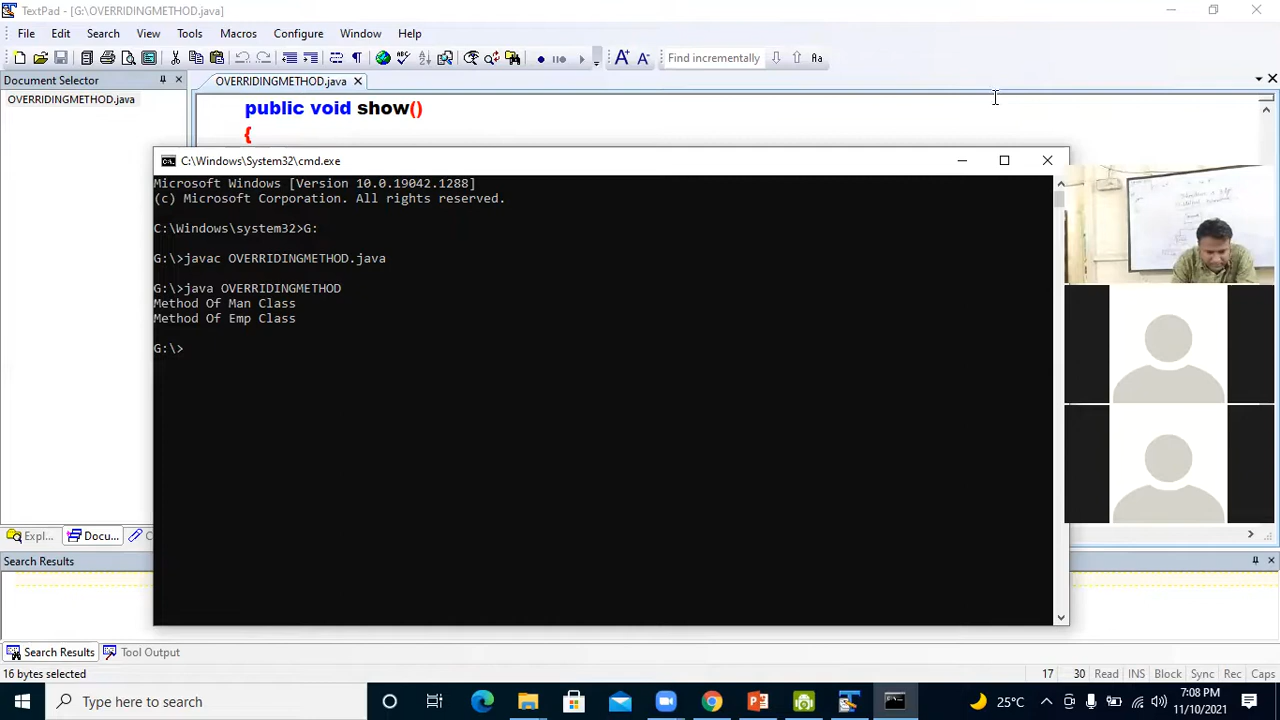 TextPad - [G:\OVERRIDINGMETHOD.java]
File Edit Search View Tools Macros Configure Window Help
Find incrementally
Document Selector
OVERRIDINGMETHOD.java
OVERRIDINGMETHOD.java
public void show()
{
C:\Windows\System32\cmd.exe
Microsoft Windows [Version 10.0.19042.1288]
(c) Microsoft Corporation. All rights reserved.
C:\Windows\system32>G:
G:\>javac OVERRIDINGMETHOD.java
G:\>java OVERRIDINGMETHOD
Method Of Man Class
Method Of Emp Class
G:\>
Expl... Docu... C
Search Results
Search Results Tool Output
16 bytes selected 17 30 Read INS Block Sync Rec Caps
Type here to search
25°C
7:08 PM
11/10/2021